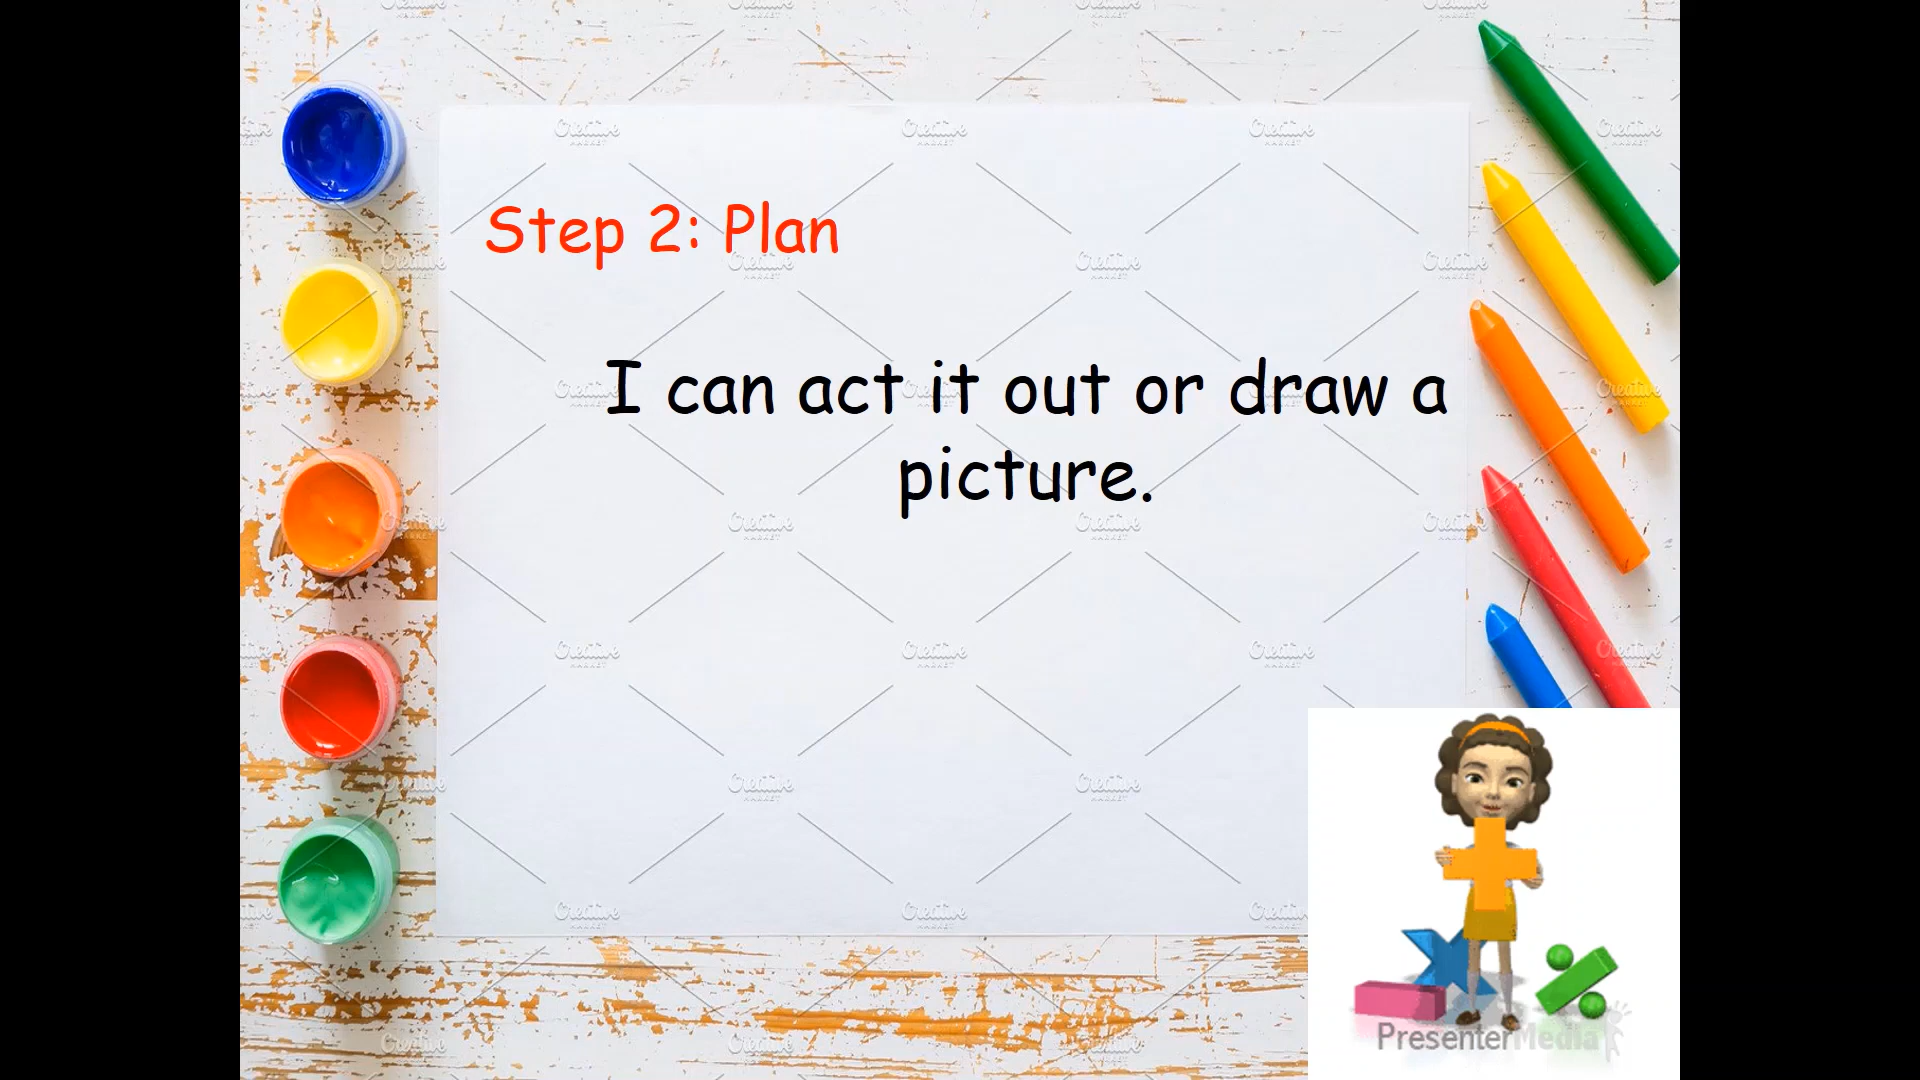 Step 2: Plan
I can act it out or draw a
picture.
PresenterMedia